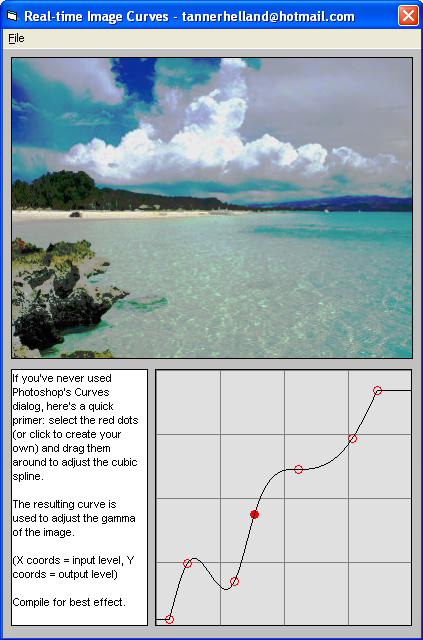 Real-time Image Curves - tannerhelland@hotmail.com
File
If you've never used
Photoshop's Curves
dialog, here's a quick
primer: select the red dots
(or click to create your
own) and drag them
around to adjust the cubic
spline.
The resulting curve is
used to adjust the gamma
of the image.
(X coords = input level, Y
coords = output level)
Compile for best effect.